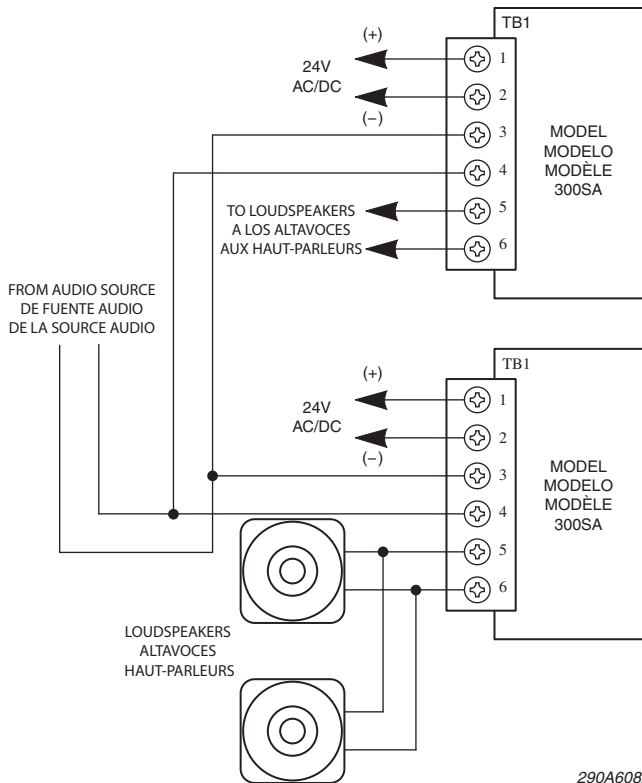 TB1
(+)
24V
AC/DC
(–)
1
2
3
4
5
6
MODEL
MODELO
MODÈLE
300SA
TO LOUDSPEAKERS
A LOS ALTAVOCES
AUX HAUT-PARLEURS
FROM AUDIO SOURCE
DE FUENTE AUDIO
DE LA SOURCE AUDIO
TB1
(+)
24V
AC/DC
(–)
1
2
3
4
5
6
MODEL
MODELO
MODÈLE
300SA
LOUDSPEAKERS
ALTAVOCES
HAUT-PARLEURS
290A608